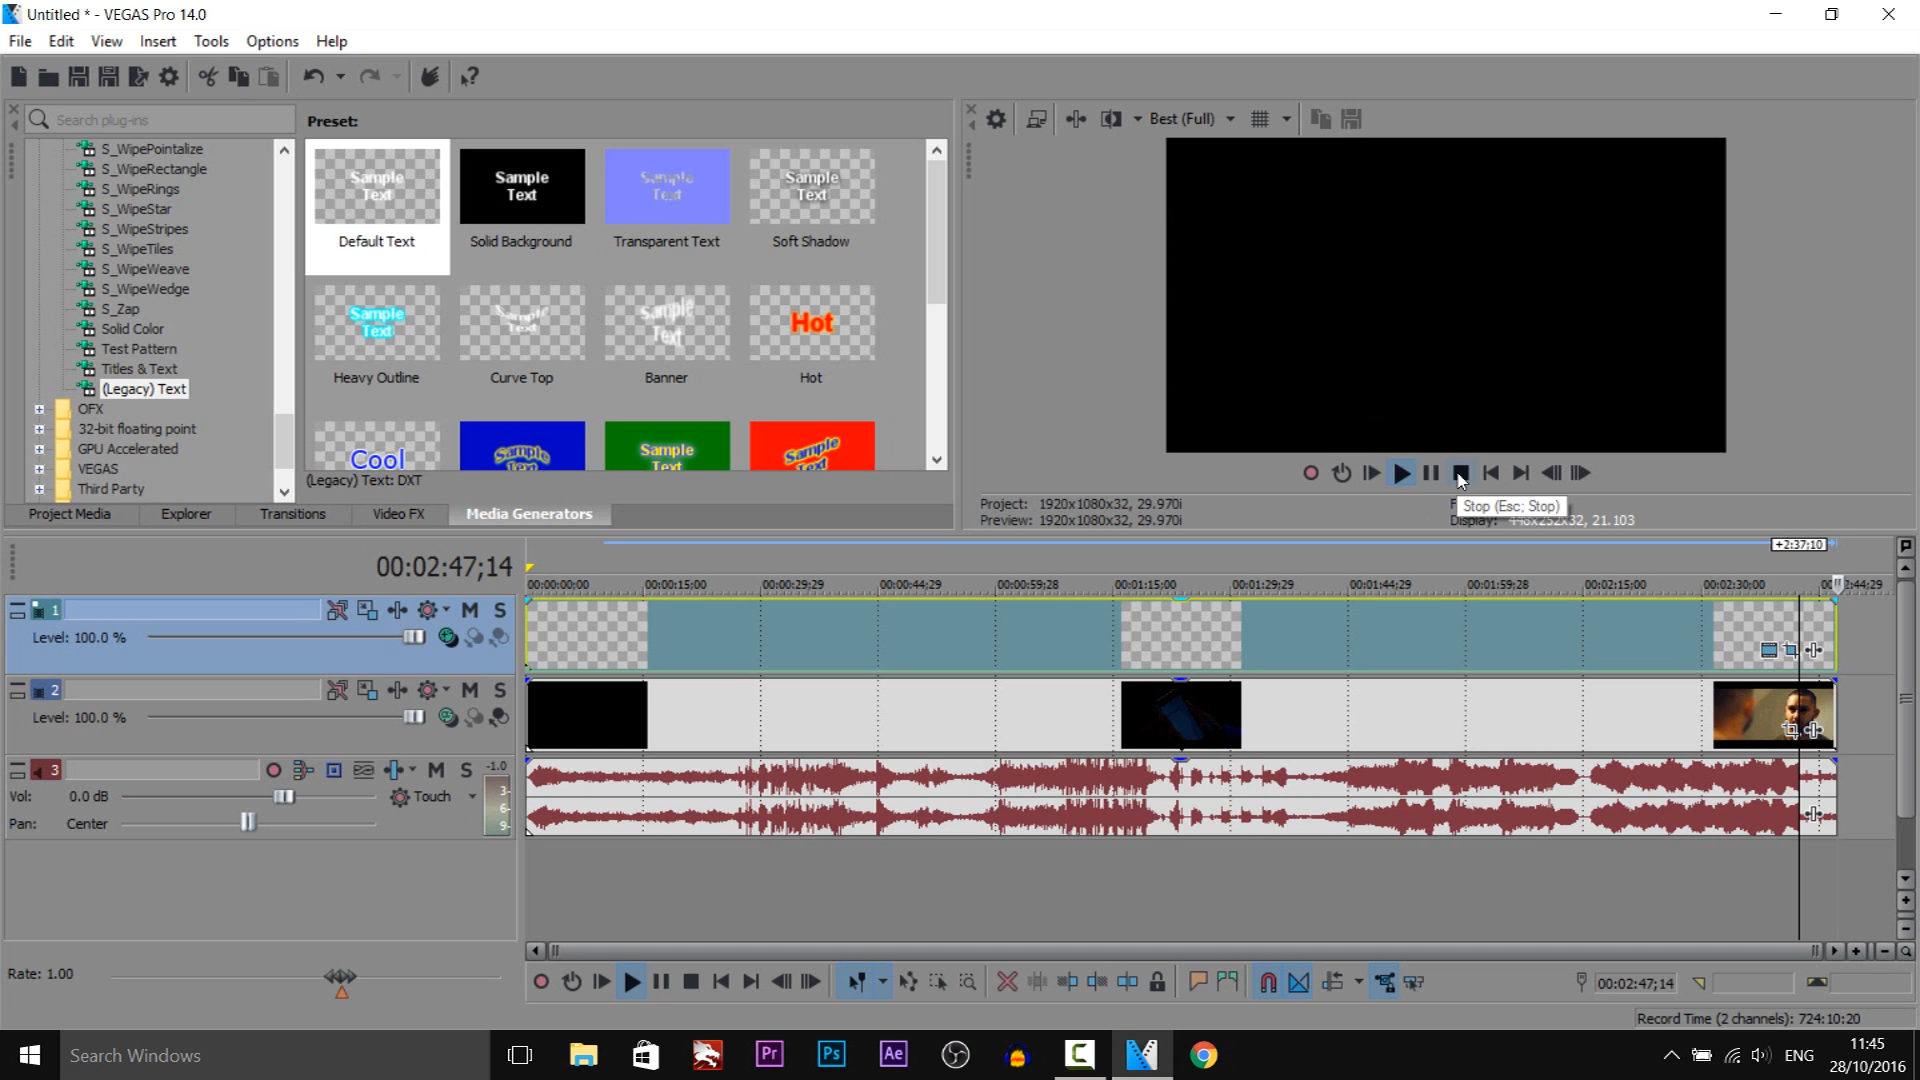 Untitled * - VEGAS Pro 14.0
File Edit View Insert Tools Options Help
Search plug-ins
S_WipePointalize
S_WipeRectangle
S_WipeRings
S_WipeStar
S_WipeStripes
S_WipeTiles
S_WipeWeave
S_WipeWedge
S_Zap
Solid Color
Test Pattern
Titles & Text
(Legacy) Text
OFX
32-bit floating point
GPU Accelerated
VEGAS
Third Party
Preset:
Sample Text
Sample Text
Sample Text
Sample Text
Default Text Solid Background Transparent Text Soft Shadow
Sample Text
Sample Text
Sample Text
Hot
Heavy Outline Curve Top Banner Hot
Cool
Sample Text
Sample Text
Sample
(Legacy) Text: DXT
Project Media Explorer Transitions Video FX Media Generators
Best (Full)
Project: 1920x1080x32, 29.970i
Preview: 1920x1080x32, 29.970i
Stop (Esc; Stop)
Display: 448x252x32, 21.103
+2:37;10
00:02:47;14
00:00:00;00 00:00:15;00 00:00:29;29 00:00:44;29 00:00:59;28 00:01:15;00 00:01:29;29 00:01:44;29 00:01:59;28 00:02:15;00 00:02:30;00 2:44;29
1 M S
Level: 100.0 %
2 M S
Level: 100.0 %
3 M S -1.0
Vol: 0.0 dB Touch 3
6
Pan: Center 9
Rate: 1.00
00:02:47;14
Record Time (2 channels): 724:10:20
Search Windows
Pr Ps Ae C
ENG
11:45
28/10/2016